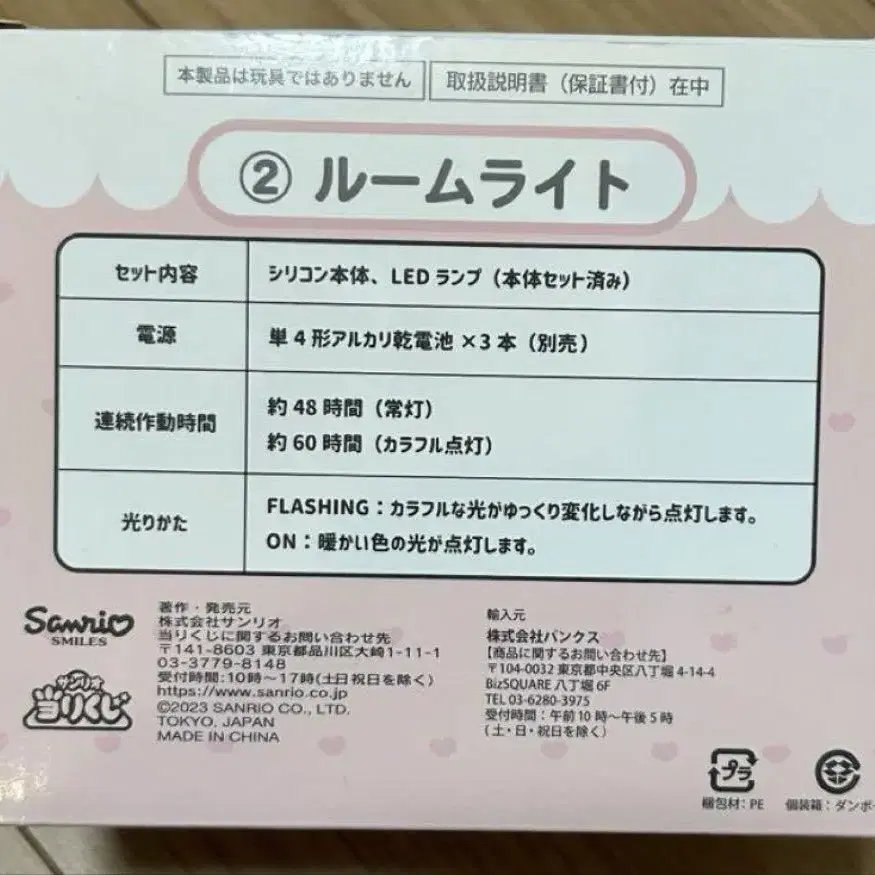 本製品は玩具ではありません
取扱説明書（保証書付）在中
② ルームライト
セット内容
シリコン本体、LEDランプ（本体セット済み）
電源
単4形アルカリ乾電池×3本（別売）
連続作動時間
約48時間（常灯）
約60時間（カラフル点灯）
光りかた
FLASHING：カラフルな光がゆっくり変化しながら点灯します。
ON：暖かい色の光が点灯します。
Sanrio
SMILES
サンリオ
当りくじ
著作・発売元
株式会社サンリオ
当りくじに関するお問い合わせ先
〒141-8603 東京都品川区大崎1-11-1
03-3779-8148
受付時間:10時～17時(土日祝日を除く)
https://www.sanrio.co.jp
©2023 SANRIO CO., LTD.
TOKYO, JAPAN
MADE IN CHINA
輸入元
株式会社バンクス
【商品に関するお問い合わせ先】
〒104-0032 東京都中央区八丁堀 4-14-4
BizSQUARE 八丁堀 6F
TEL 03-6280-3975
受付時間：午前10時～午後5時
（土・日・祝日を除く）
プラ
梱包材：PE
個装箱：ダンボー